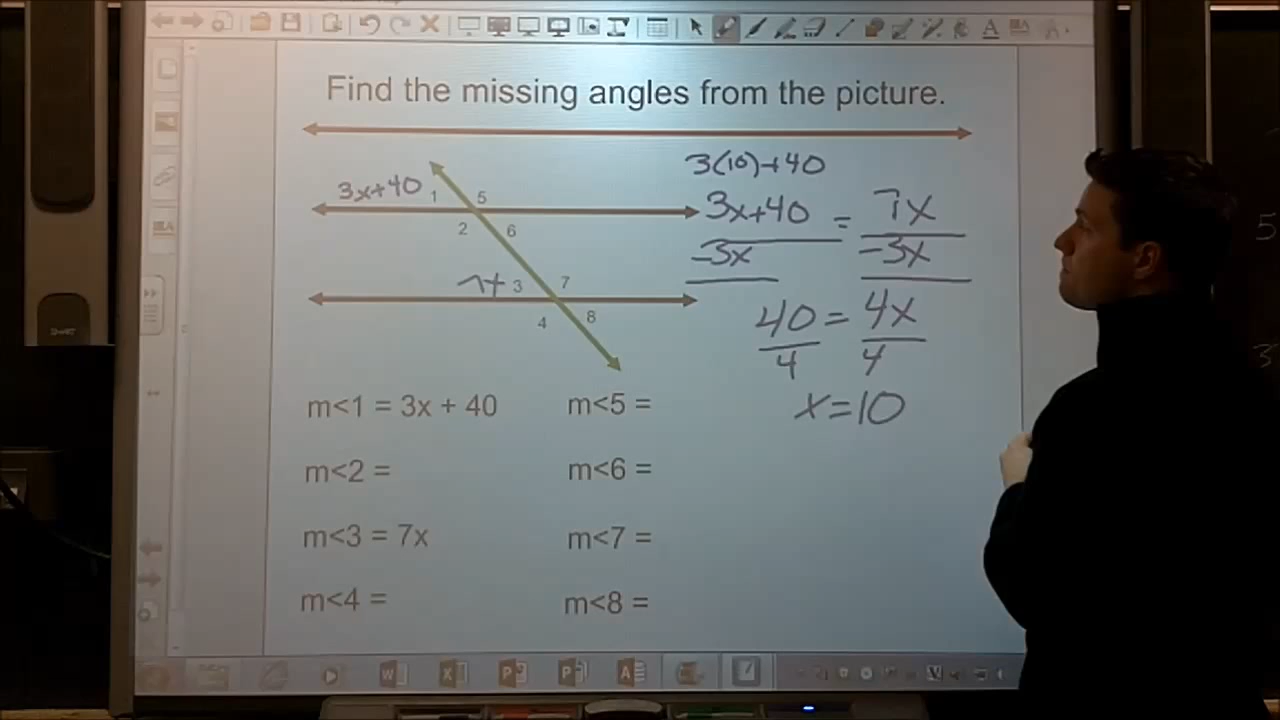 Find the missing angles from the picture.
3(10)+40
3x+40 1 5
3x+40 = 7x
2 6
-3x -3x
3 7
40 = 4x
4 8
4 4
m<1 = 3x + 40 m<5 =
x=10
m<2 = m<6 =
m<3 = 7x m<7 =
m<4 = m<8 =
SMART